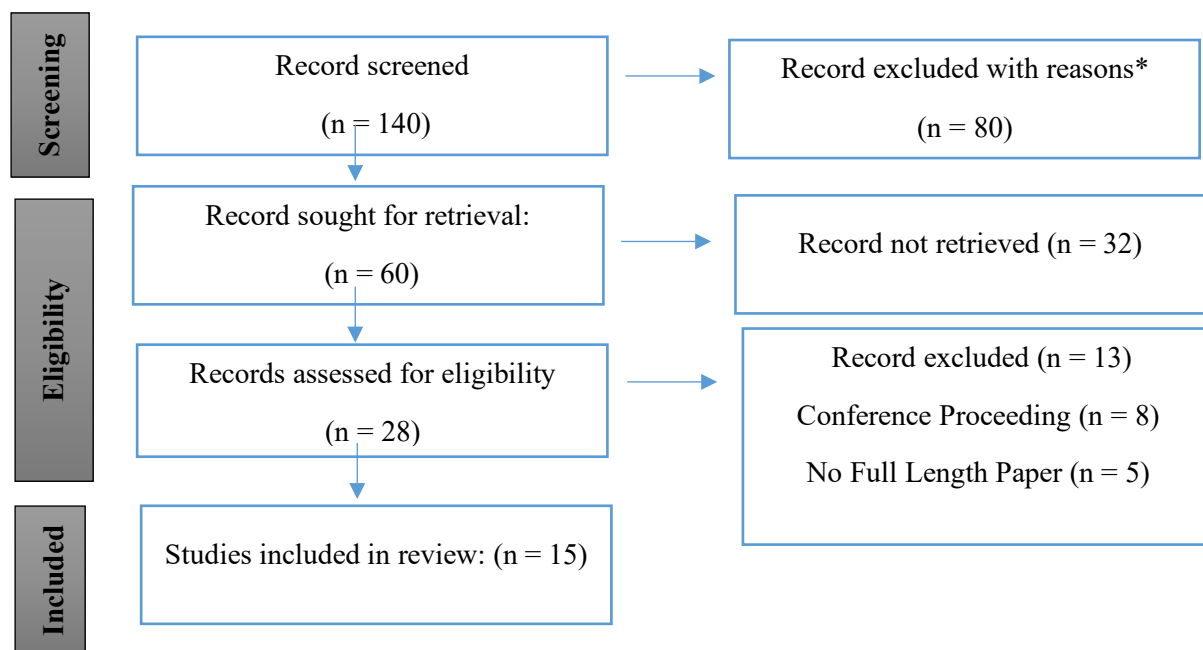 Screening
Record screened
(n = 140)
Record excluded with reasons*
(n = 80)
Eligibility
Record sought for retrieval:
(n = 60)
Record not retrieved (n = 32)
Records assessed for eligibility
(n = 28)
Record excluded (n = 13)
Conference Proceeding (n = 8)
No Full Length Paper (n = 5)
Included
Studies included in review: (n = 15)